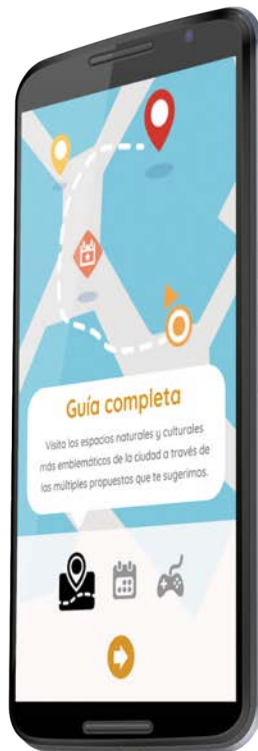 Guía completa
Visita los espacios naturales y culturales
más emblemáticos de la ciudad a través de
las múltiples propuestas que te sugerimos.